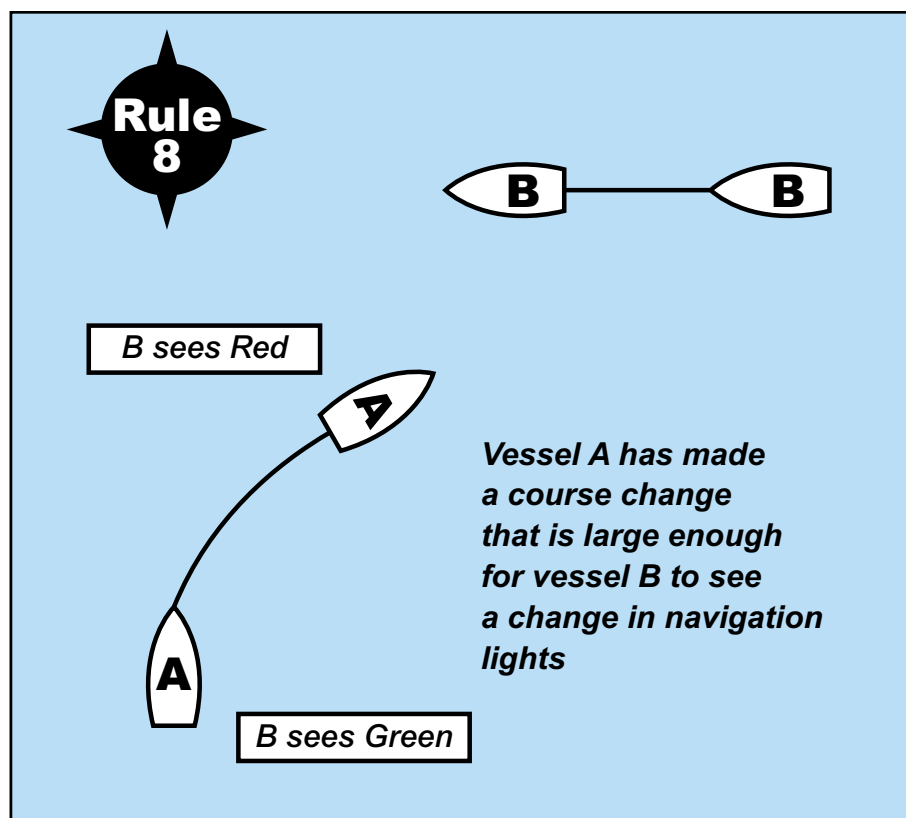 Rule
8
B B
B sees Red
A
Vessel A has made
a course change
that is large enough
for vessel B to see
a change in navigation
lights
A
B sees Green